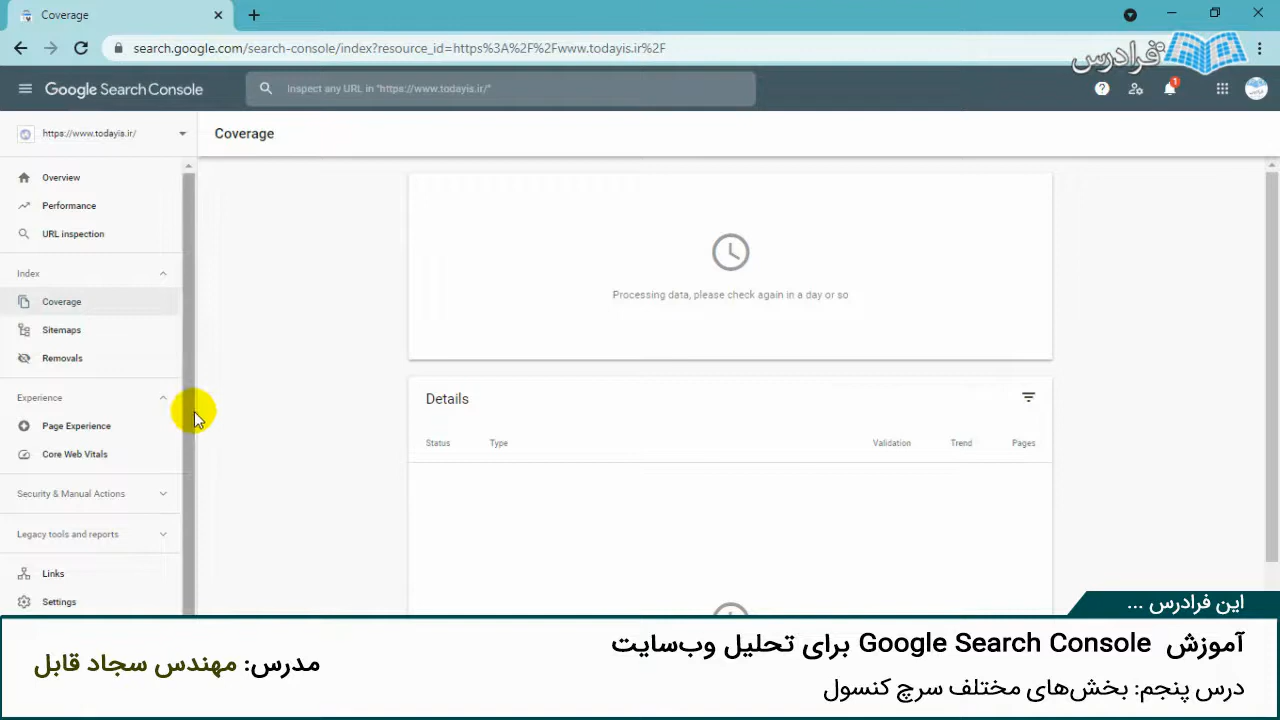 Coverage
search.google.com/search-console/index?resource_id=https%3A%2F%2Fwww.todayis.ir%2F
فرادرس
Google Search Console
Inspect any URL in "https://www.todayis.ir/"
1
https://www.todayis.ir/
Coverage
Overview
Performance
URL inspection
Index
Coverage
Sitemaps
Removals
Experience
Page Experience
Core Web Vitals
Security & Manual Actions
Legacy tools and reports
Links
Settings
Processing data, please check again in a day or so
Details
Status Type Validation Trend Pages
این فرادرس ...
آموزش Google Search Console برای تحلیل وب‌سایت
درس پنجم: بخش‌های مختلف سرچ کنسول
مدرس: مهندس سجاد قابل